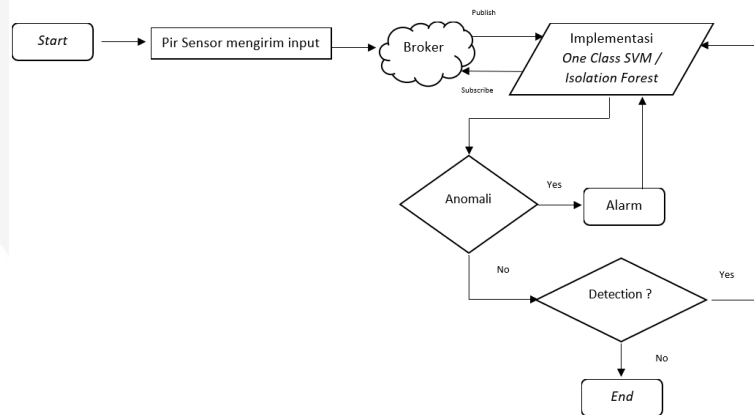 Start
Pir Sensor mengirim input
Broker
Publish
Subscribe
Implementasi
One Class SVM /
Isolation Forest
Anomali
Yes
Alarm
No
Detection ?
Yes
No
End